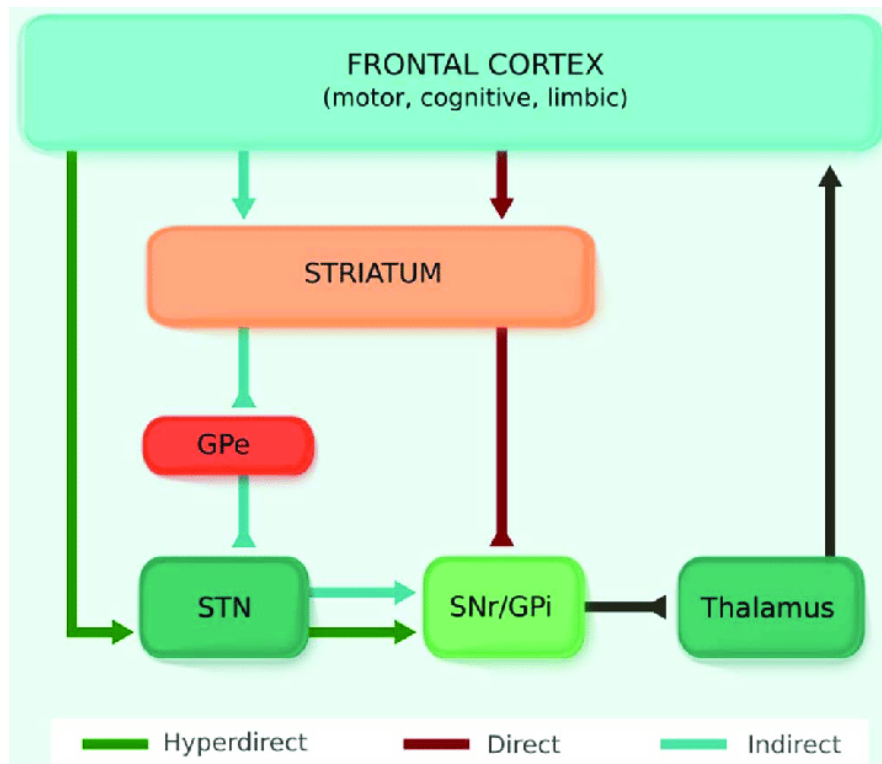 FRONTAL CORTEX
(motor, cognitive, limbic)
STRIATUM
GPe
STN
SNr/GPi
Thalamus
Hyperdirect
Direct
Indirect